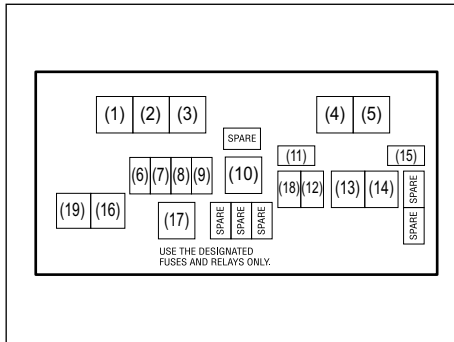 (1) (2) (3) (4) (5)
SPARE
(11) (15)
(6) (7) (8) (9) (10) (18) (12) (13) (14) SPARE
(19) (16) (17) SPARE SPARE SPARE SPARE
USE THE DESIGNATED
FUSES AND RELAYS ONLY.